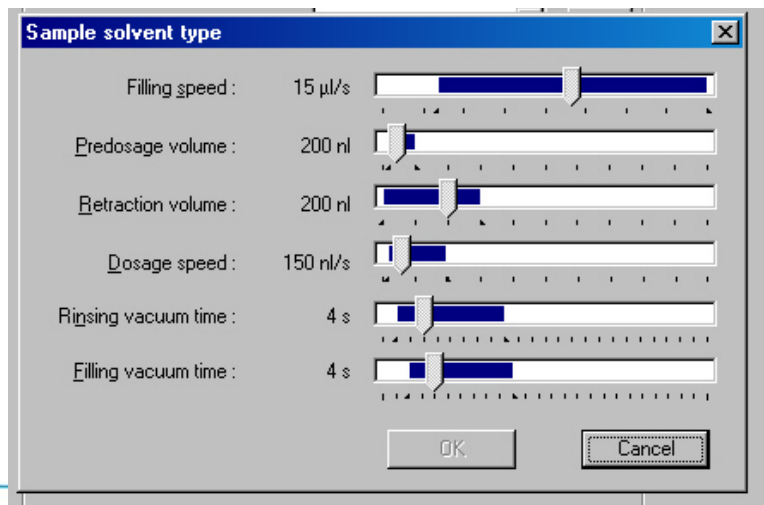 Sample solvent type
Filling speed : 15 µl/s
Predosage volume : 200 nl
Retraction volume : 200 nl
Dosage speed : 150 nl/s
Rinsing vacuum time : 4 s
Filling vacuum time : 4 s
OK Cancel